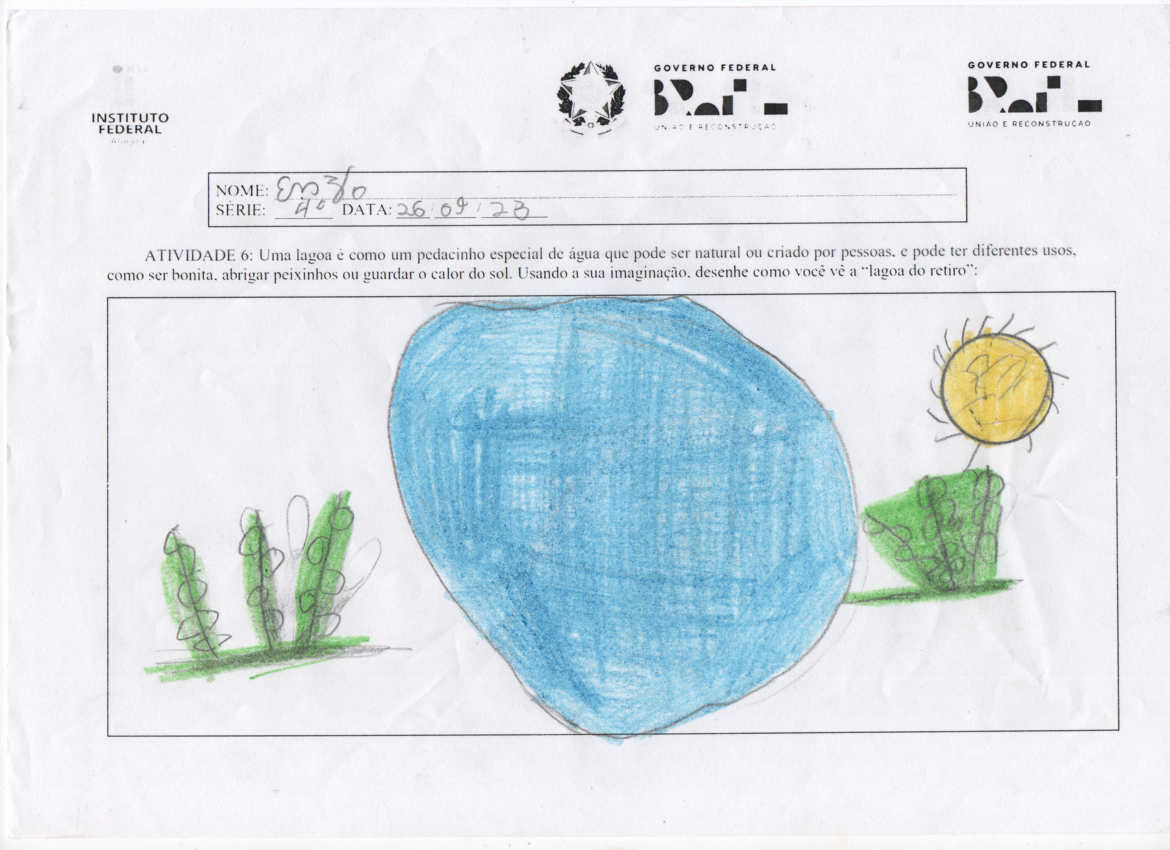 INSTITUTO
FEDERAL
GOVERNO FEDERAL
BRASIL
UNIÃO E RECONSTRUÇÃO
GOVERNO FEDERAL
BRASIL
UNIÃO E RECONSTRUÇÃO
NOME: Enzo
SÉRIE: 4º DATA: 26/09/23
ATIVIDADE 6: Uma lagoa é como um pedacinho especial de água que pode ser natural ou criado por pessoas, e pode ter diferentes usos,
como ser bonita, abrigar peixinhos ou guardar o calor do sol. Usando a sua imaginação, desenhe como você vê a “lagoa do retiro”: